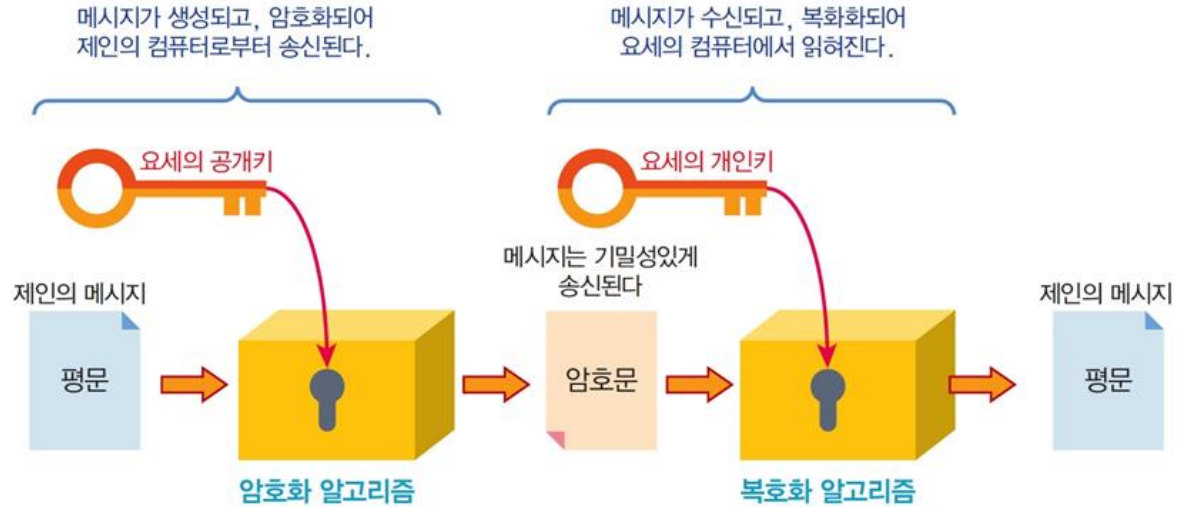 메시지가 생성되고, 암호화되어
제인의 컴퓨터로부터 송신된다.
메시지가 수신되고, 복화화되어
요세의 컴퓨터에서 읽혀진다.
요세의 공개키
요세의 개인키
메시지는 기밀성있게
송신된다
제인의 메시지
제인의 메시지
평문
암호문
평문
암호화 알고리즘
복호화 알고리즘